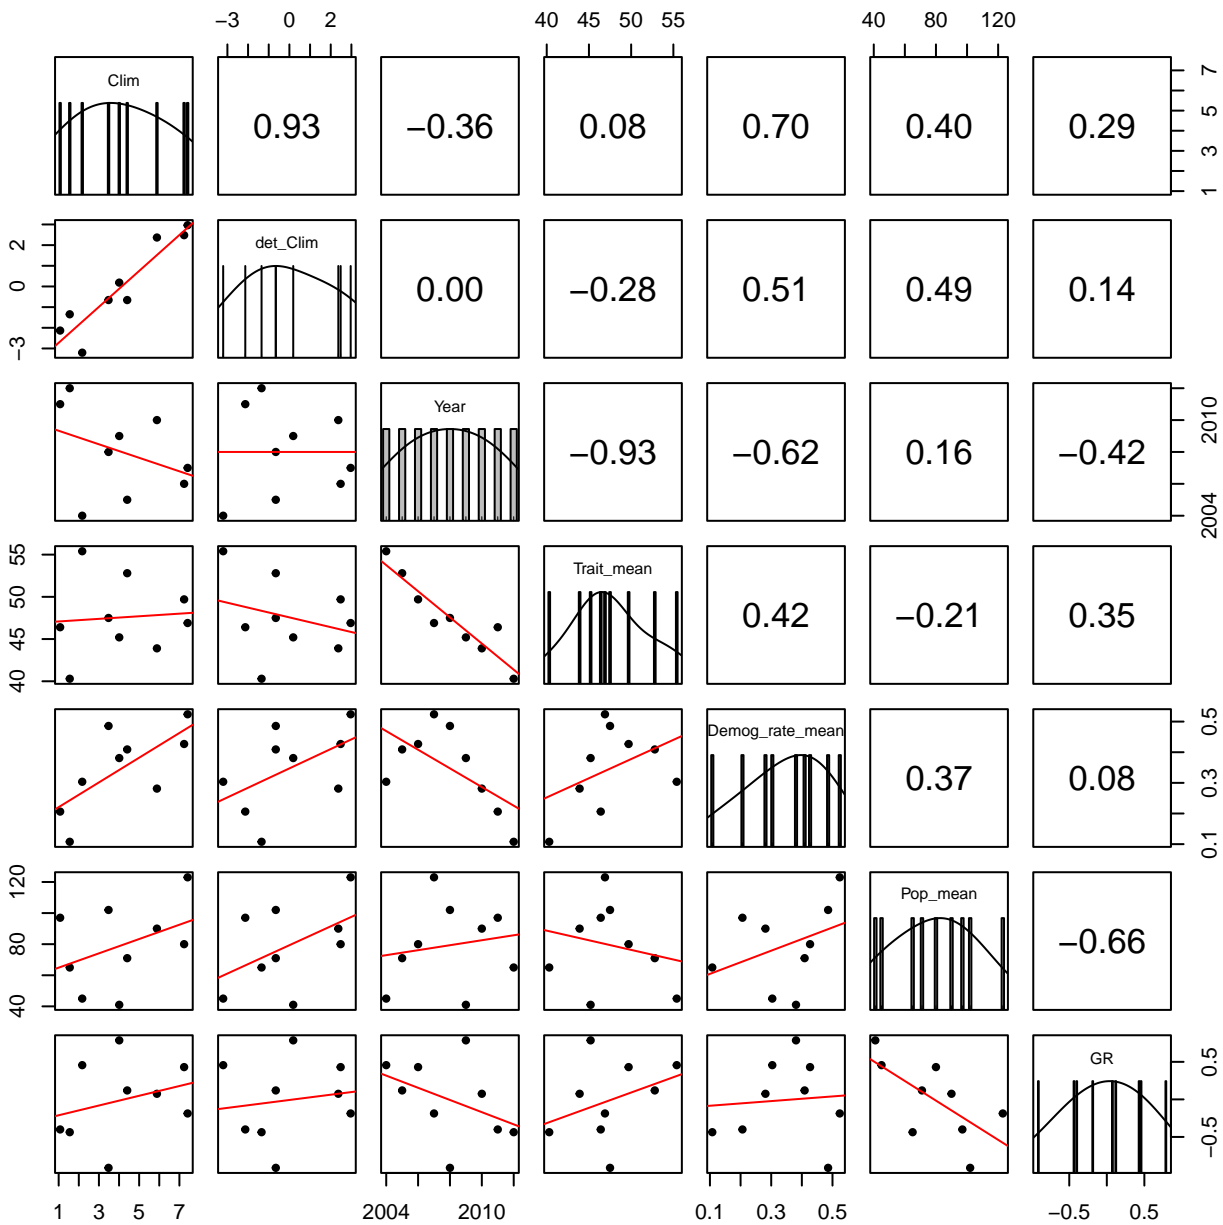 −3 0 2 40 45 50 55 40 80 120
Clim 0.93 −0.36 0.08 0.70 0.40 0.29 1 3 5 7
−3 0 2 det_Clim 0.00 −0.28 0.51 0.49 0.14
Year −0.93 −0.62 0.16 −0.42 2004 2010
40 45 50 55 Trait_mean 0.42 −0.21 0.35
Demog_rate_mean 0.37 0.08 0.1 0.3 0.5
40 80 120 Pop_mean −0.66
GR −0.5 0.5
1 3 5 7 2004 2010 0.1 0.3 0.5 −0.5 0.5